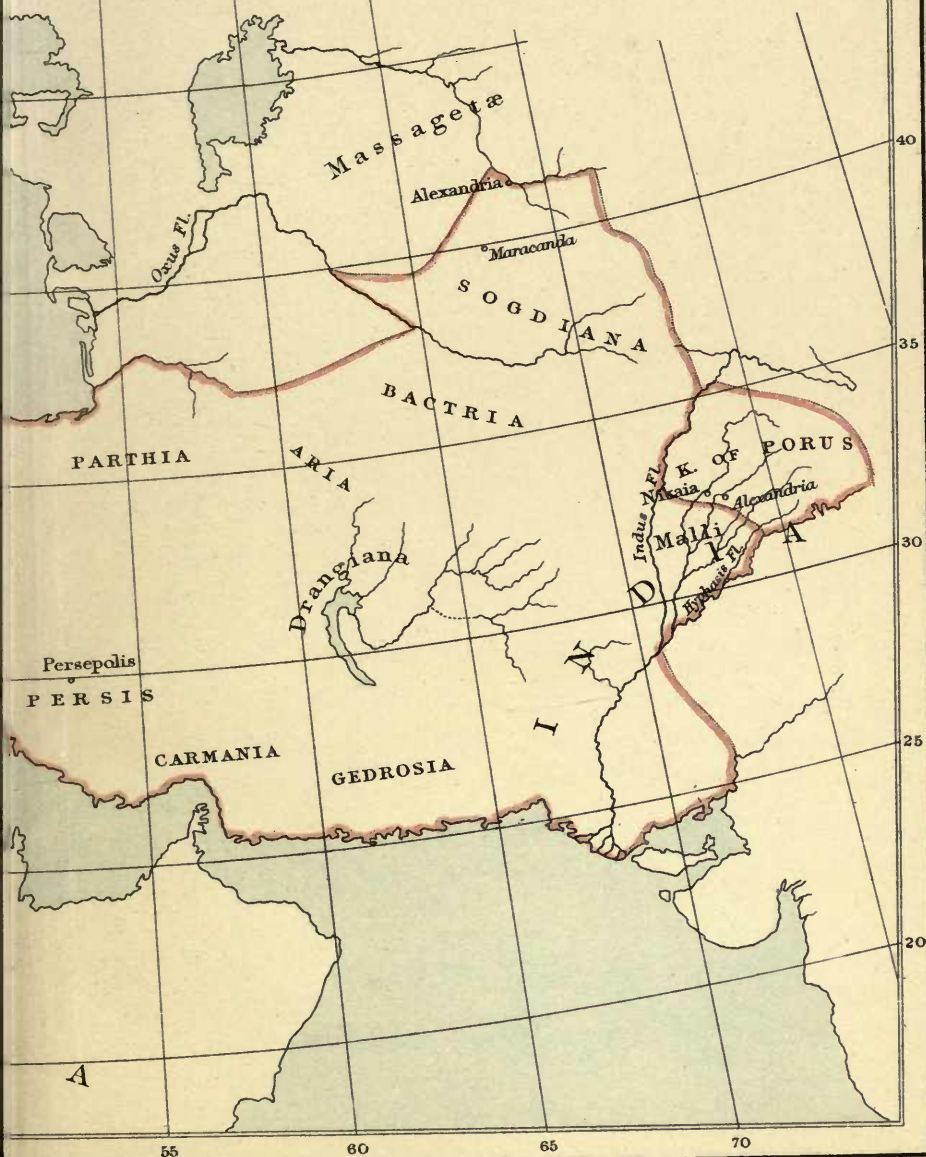 40
Massagetæ
Alexandria
Oxus Fl.
Maracanda
SOGDIANA
35
BACTRIA
PARTHIA
ARIA
K. OF PORUS
Nikaia
Alexandria
Indus Fl.
Malli
30
Drangiana
Hyphasis Fl.
INDIA
Persepolis
PERSIS
CARMANIA
GEDROSIA
25
20
A
55
60
65
70